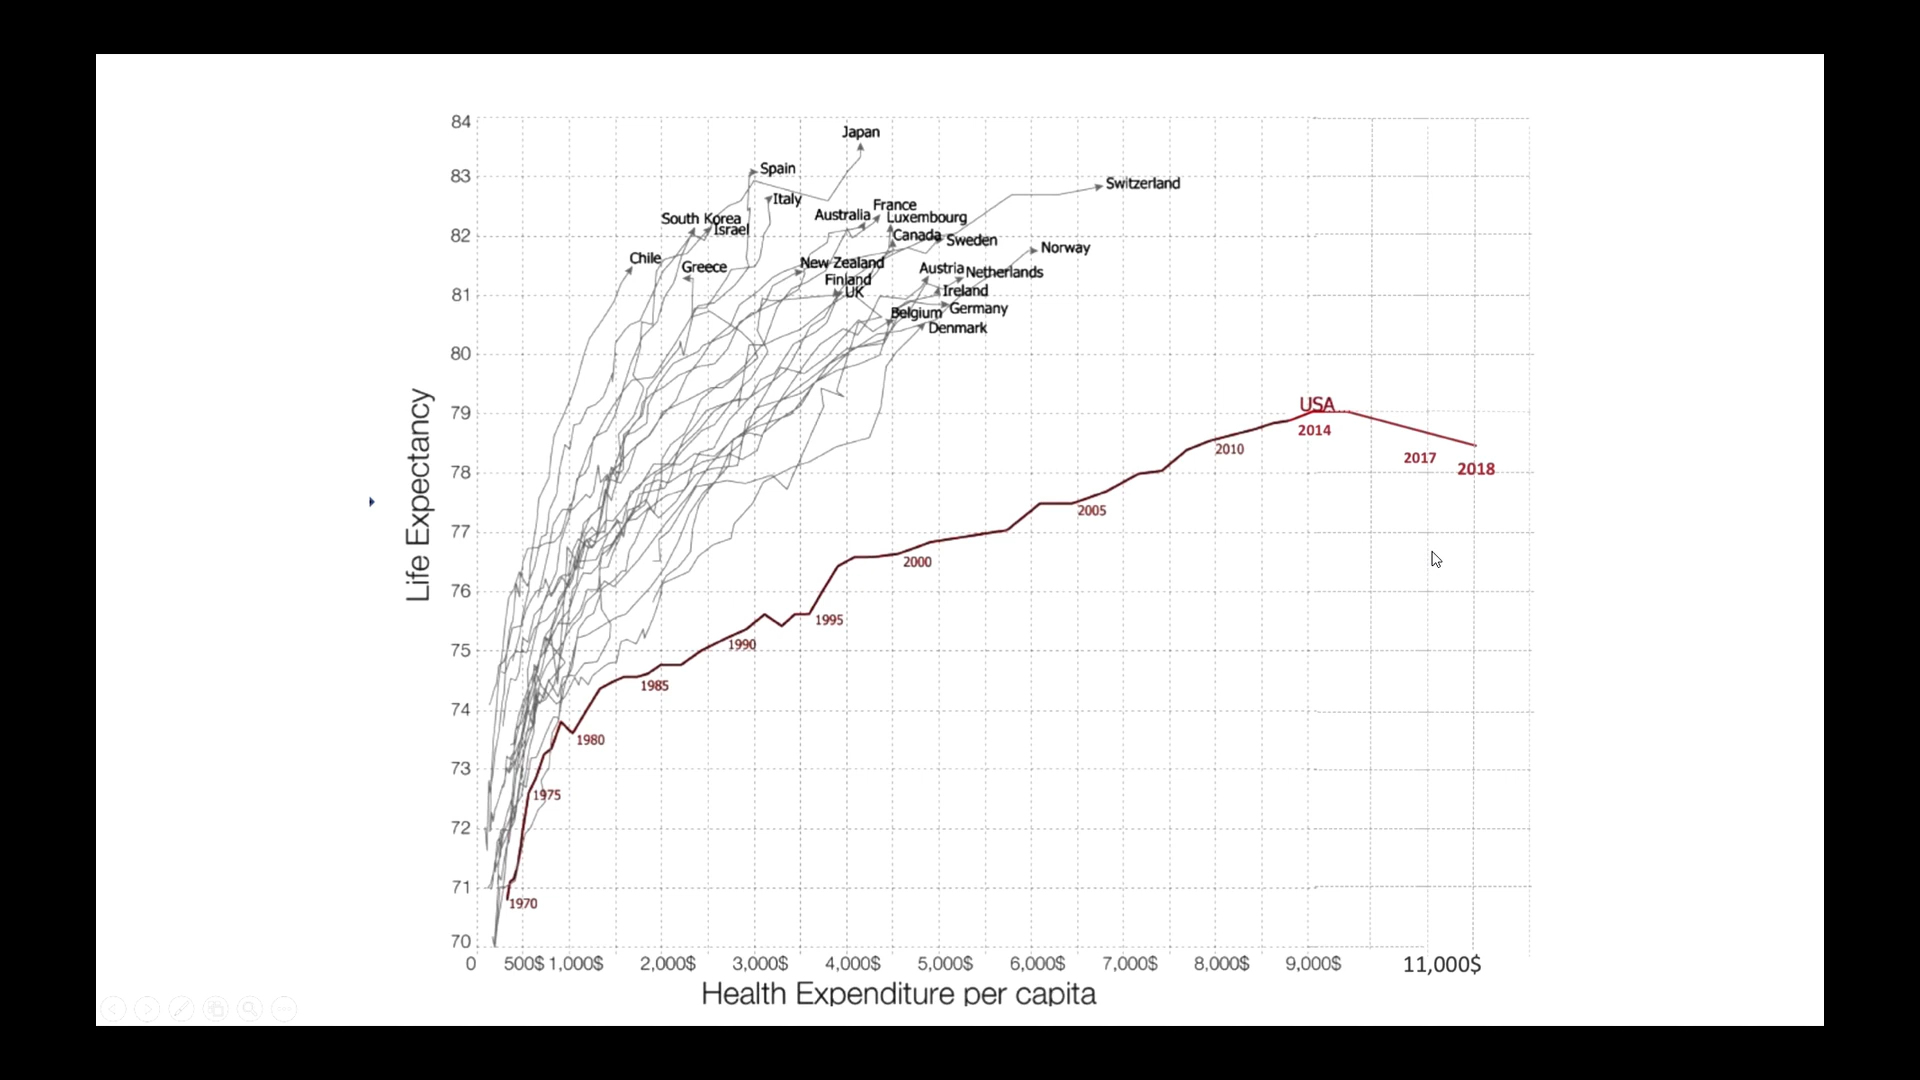 84
83
82
81
80
79
78
77
76
75
74
73
72
71
70
Life Expectancy
Japan
Spain
Switzerland
Italy
France
South Korea
Australia
Luxembourg
Israel
Canada
Sweden
Norway
Chile
New Zealand
Greece
Austria
Netherlands
Finland
UK
Ireland
Germany
Belgium
Denmark
USA
2014
2010
2017
2018
2005
2000
1995
1990
1985
1980
1975
1970
0 500$ 1,000$ 2,000$ 3,000$ 4,000$ 5,000$ 6,000$ 7,000$ 8,000$ 9,000$ 11,000$
Health Expenditure per capita